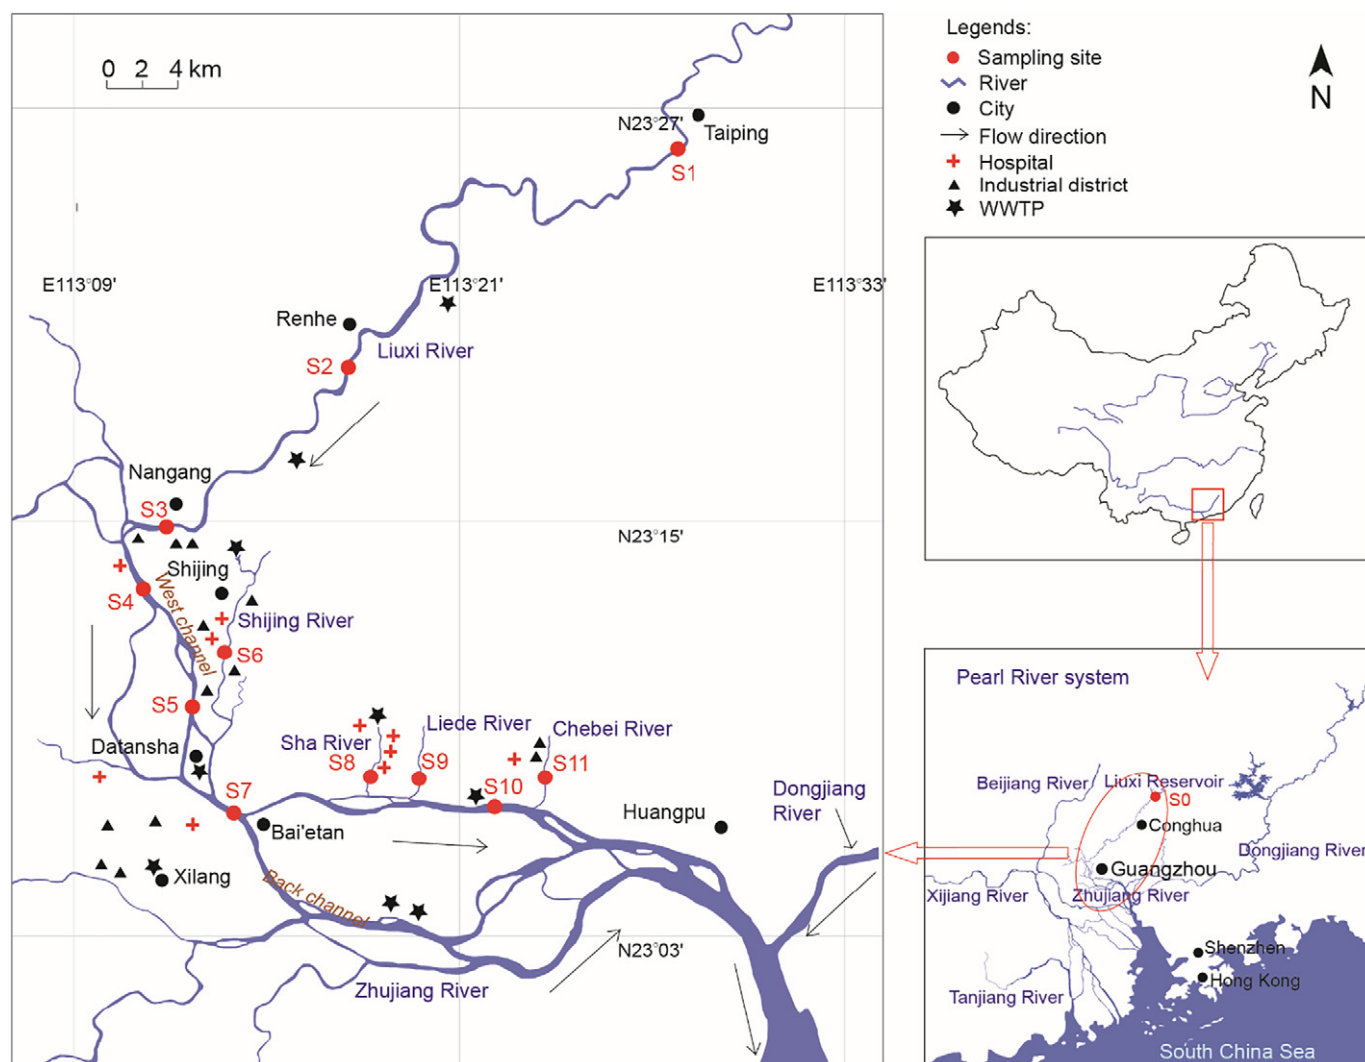 0 2 4 km
N23°27'
Taiping
S1
E113°09'
E113°21'
E113°33'
Renhe
Liuxi River
S2
Nangang
S3
N23°15'
Shijing
S4
West channel
Shijing River
S6
S5
Datansha
Sha River
Liede River
Chebei River
S8
S9
S10
S11
S7
Bai'etan
Huangpu
Dongjiang
River
Xilang
Back channel
N23°03'
Zhujiang River
Legends:
Sampling site
River
City
Flow direction
Hospital
Industrial district
WWTP
N
Pearl River system
Beijiang River
Liuxi Reservoir
S0
Conghua
Dongjiang River
Guangzhou
Xijiang River
Zhujiang River
Shenzhen
Hong Kong
Tanjiang River
South China Sea